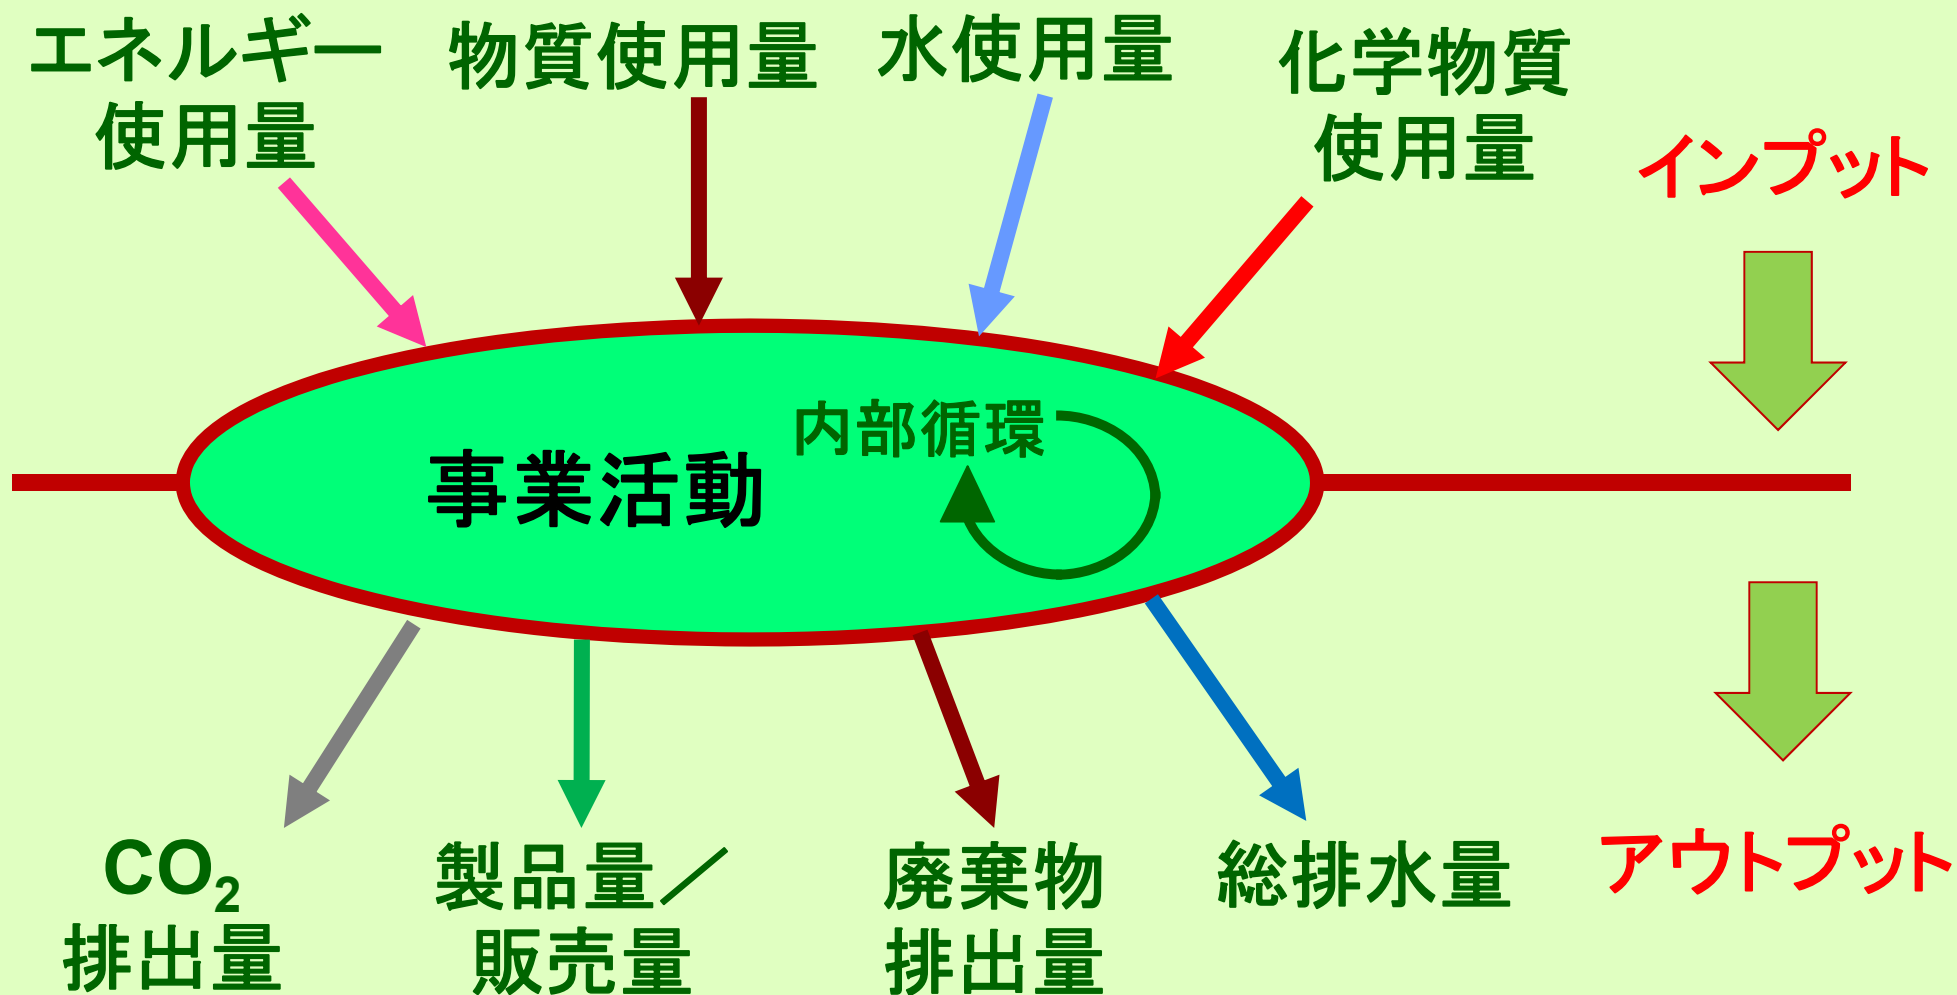 エネルギー
使用量
物質使用量
水使用量
化学物質
使用量
インプット
内部循環
事業活動
CO₂
排出量
製品量／
販売量
廃棄物
排出量
総排水量
アウトプット